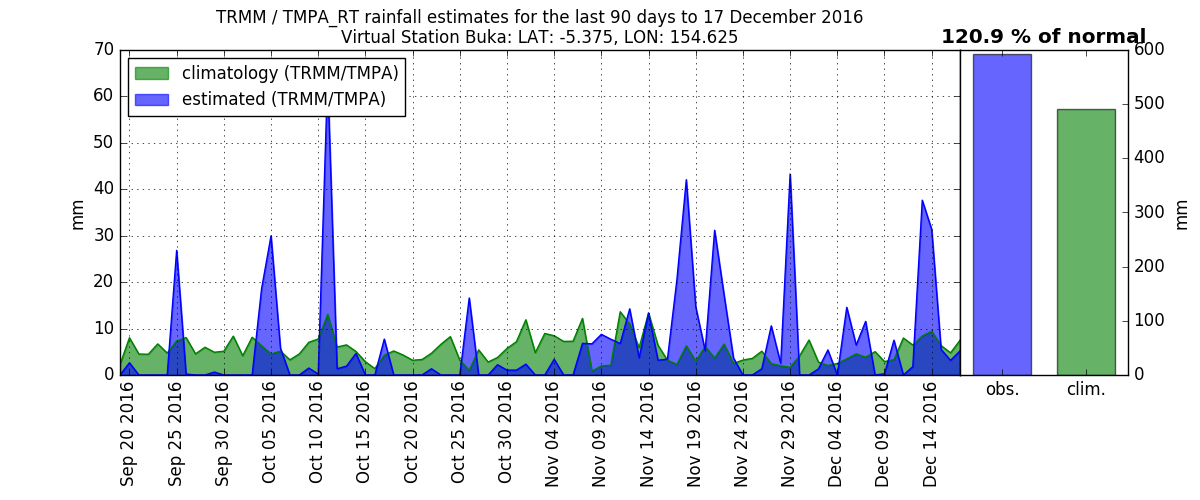 TRMM / TMPA_RT rainfall estimates for the last 90 days to 17 December 2016
Virtual Station Buka: LAT: -5.375, LON: 154.625
120.9 % of normal
climatology (TRMM/TMPA)
estimated (TRMM/TMPA)
mm
70
60
50
40
30
20
10
0
Sep 20 2016
Sep 25 2016
Sep 30 2016
Oct 05 2016
Oct 10 2016
Oct 15 2016
Oct 20 2016
Oct 25 2016
Oct 30 2016
Nov 04 2016
Nov 09 2016
Nov 14 2016
Nov 19 2016
Nov 24 2016
Nov 29 2016
Dec 04 2016
Dec 09 2016
Dec 14 2016
600
500
400
300
200
100
0
mm
obs.
clim.